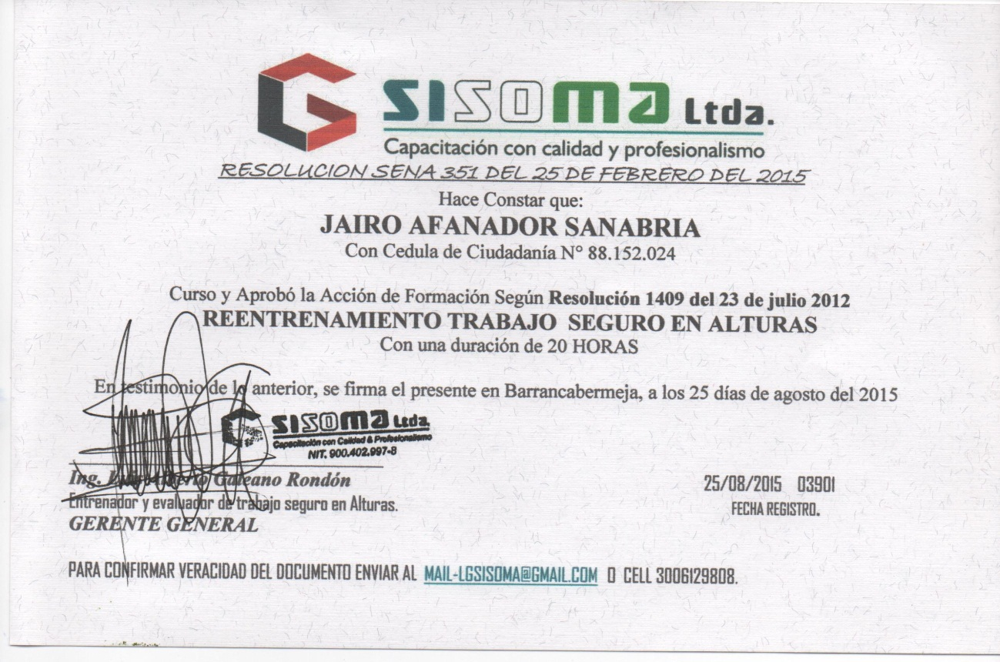 SISOMA Ltda.
Capacitación con calidad y profesionalismo
RESOLUCION SENA 351 DEL 25 DE FEBRERO DEL 2015
Hace Constar que:
JAIRO AFANADOR SANABRIA
Con Cedula de Ciudadanía N° 88.152.024
Curso y Aprobó la Acción de Formación Según Resolución 1409 del 23 de julio 2012
REENTRENAMIENTO TRABAJO SEGURO EN ALTURAS
Con una duración de 20 HORAS
En testimonio de lo anterior, se firma el presente en Barrancabermeja, a los 25 días de agosto del 2015
SISOMA Ltda.
Capacitación con Calidad & Profesionalismo
NIT. 900.402.997-8
Ing. Galeano Rondón
Entrenador y evaluador de trabajo seguro en Alturas.
GERENTE GENERAL
25/08/2015 03901
FECHA REGISTRO.
PARA CONFIRMAR VERACIDAD DEL DOCUMENTO ENVIAR AL MAIL-LGSISOMA@GMAIL.COM O CELL 3006129808.